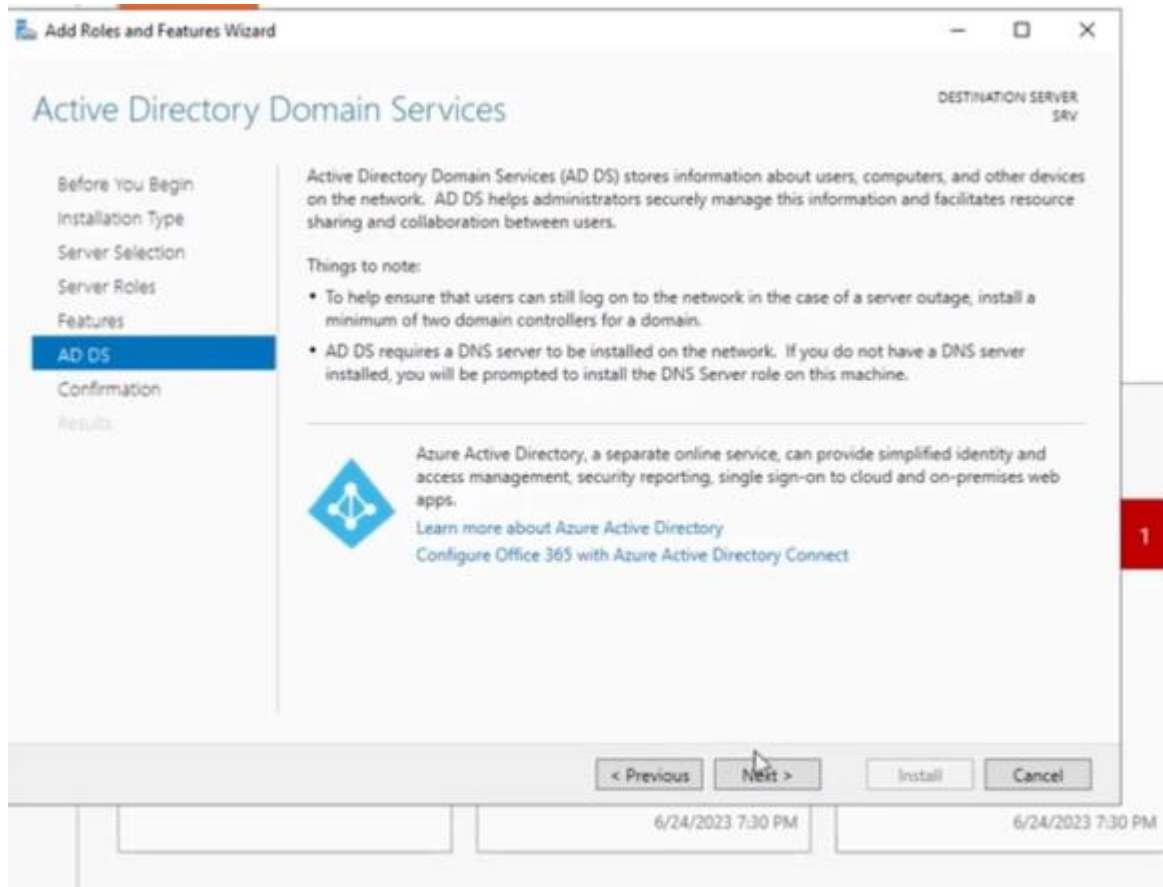 Add Roles and Features Wizard
Active Directory Domain Services
DESTINATION SERVER
SRV
Before You Begin
Installation Type
Server Selection
Server Roles
Features
AD DS
Confirmation
Results
Active Directory Domain Services (AD DS) stores information about users, computers, and other devices
on the network. AD DS helps administrators securely manage this information and facilitates resource
sharing and collaboration between users.
Things to note:
• To help ensure that users can still log on to the network in the case of a server outage, install a
minimum of two domain controllers for a domain.
• AD DS requires a DNS server to be installed on the network. If you do not have a DNS server
installed, you will be prompted to install the DNS Server role on this machine.
Azure Active Directory, a separate online service, can provide simplified identity and
access management, security reporting, single sign-on to cloud and on-premises web
apps.
Learn more about Azure Active Directory
Configure Office 365 with Azure Active Directory Connect
1
< Previous Next > Install Cancel
6/24/2023 7:30 PM 6/24/2023 7:30 PM